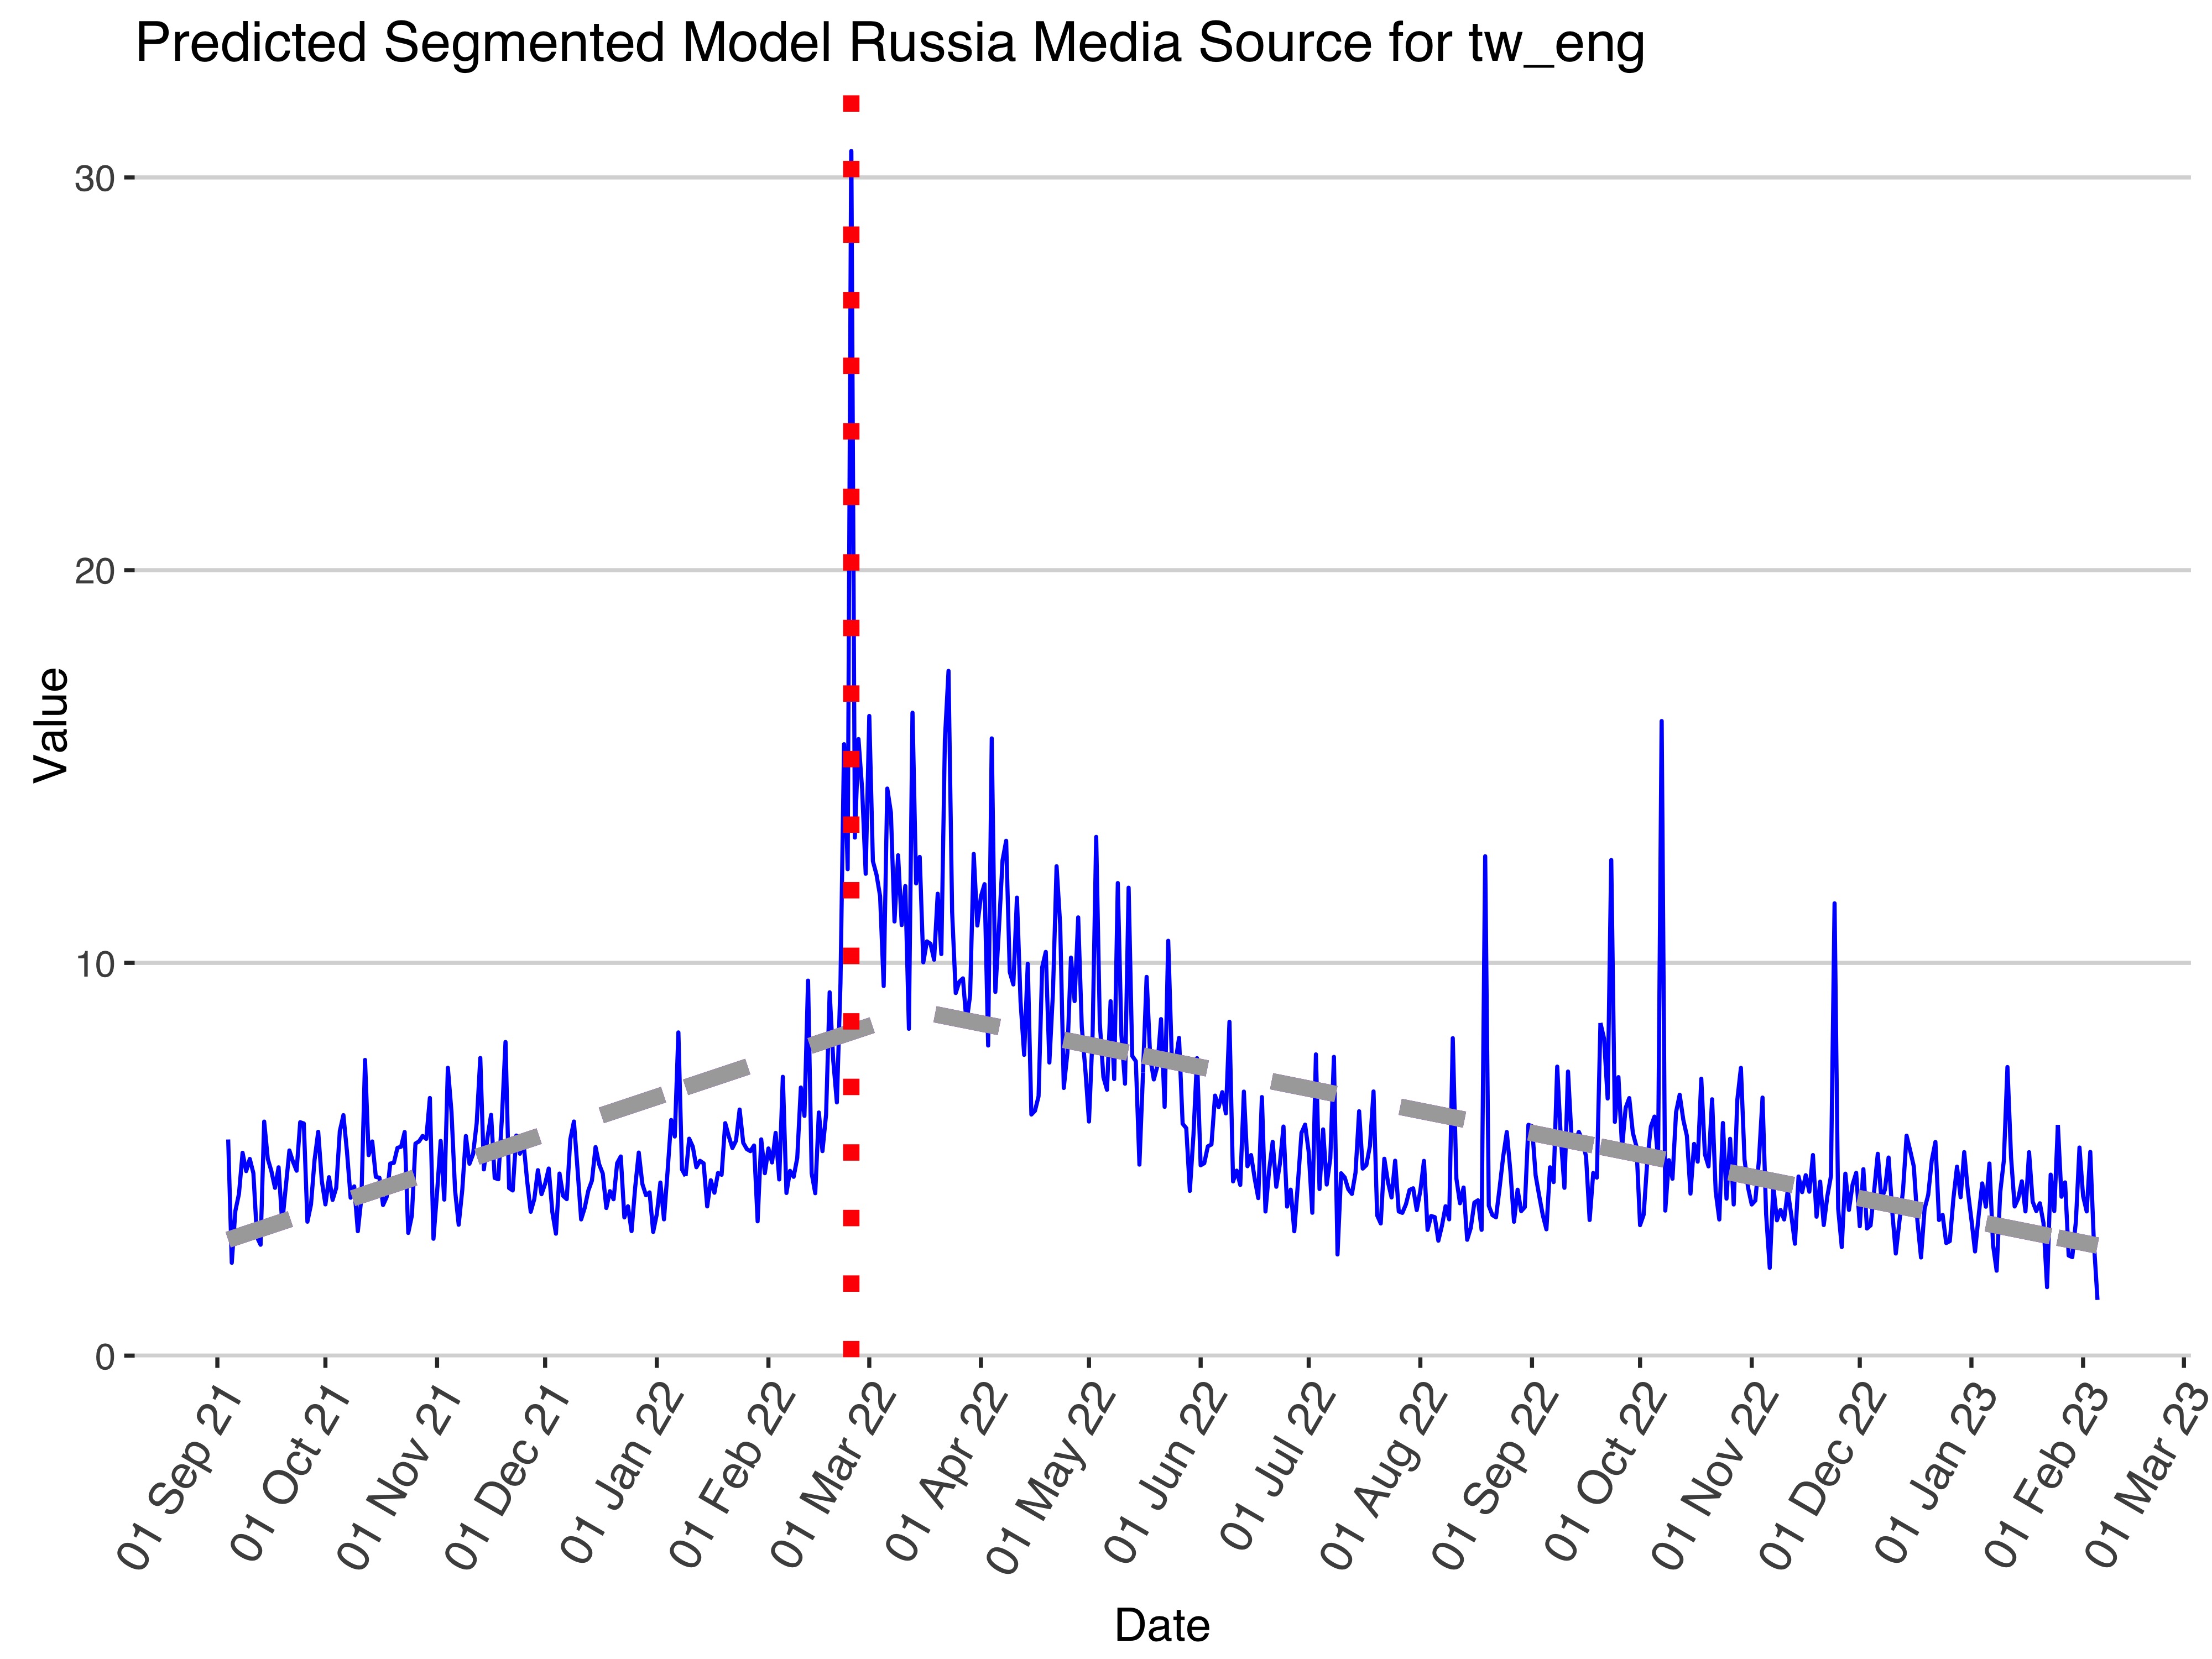 Predicted Segmented Model Russia Media Source for tw_eng
30
20
10
0
Value
01 Sep 21
01 Oct 21
01 Nov 21
01 Dec 21
01 Jan 22
01 Feb 22
01 Mar 22
01 Apr 22
01 May 22
01 Jun 22
01 Jul 22
01 Aug 22
01 Sep 22
01 Oct 22
01 Nov 22
01 Dec 22
01 Jan 23
01 Feb 23
01 Mar 23
Date